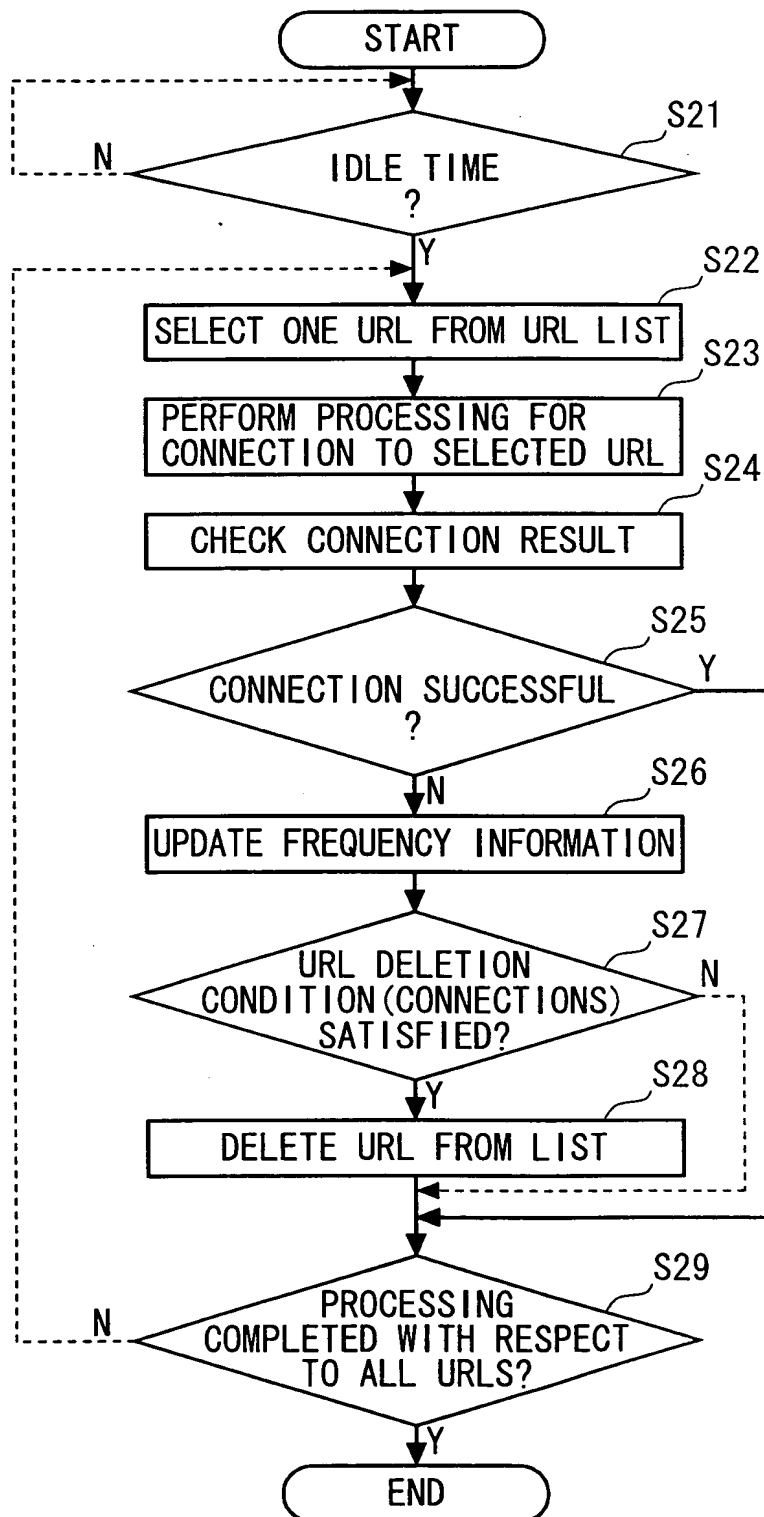 START
S21
N
IDLE TIME
?
Y
S22
SELECT ONE URL FROM URL LIST
S23
PERFORM PROCESSING FOR
CONNECTION TO SELECTED URL
S24
CHECK CONNECTION RESULT
S25
Y
CONNECTION SUCCESSFUL
?
N
S26
UPDATE FREQUENCY INFORMATION
S27
URL DELETION
N
CONDITION(CONNECTIONS)
SATISFIED?
Y
S28
DELETE URL FROM LIST
S29
PROCESSING
N
COMPLETED WITH RESPECT
TO ALL URLS?
Y
END